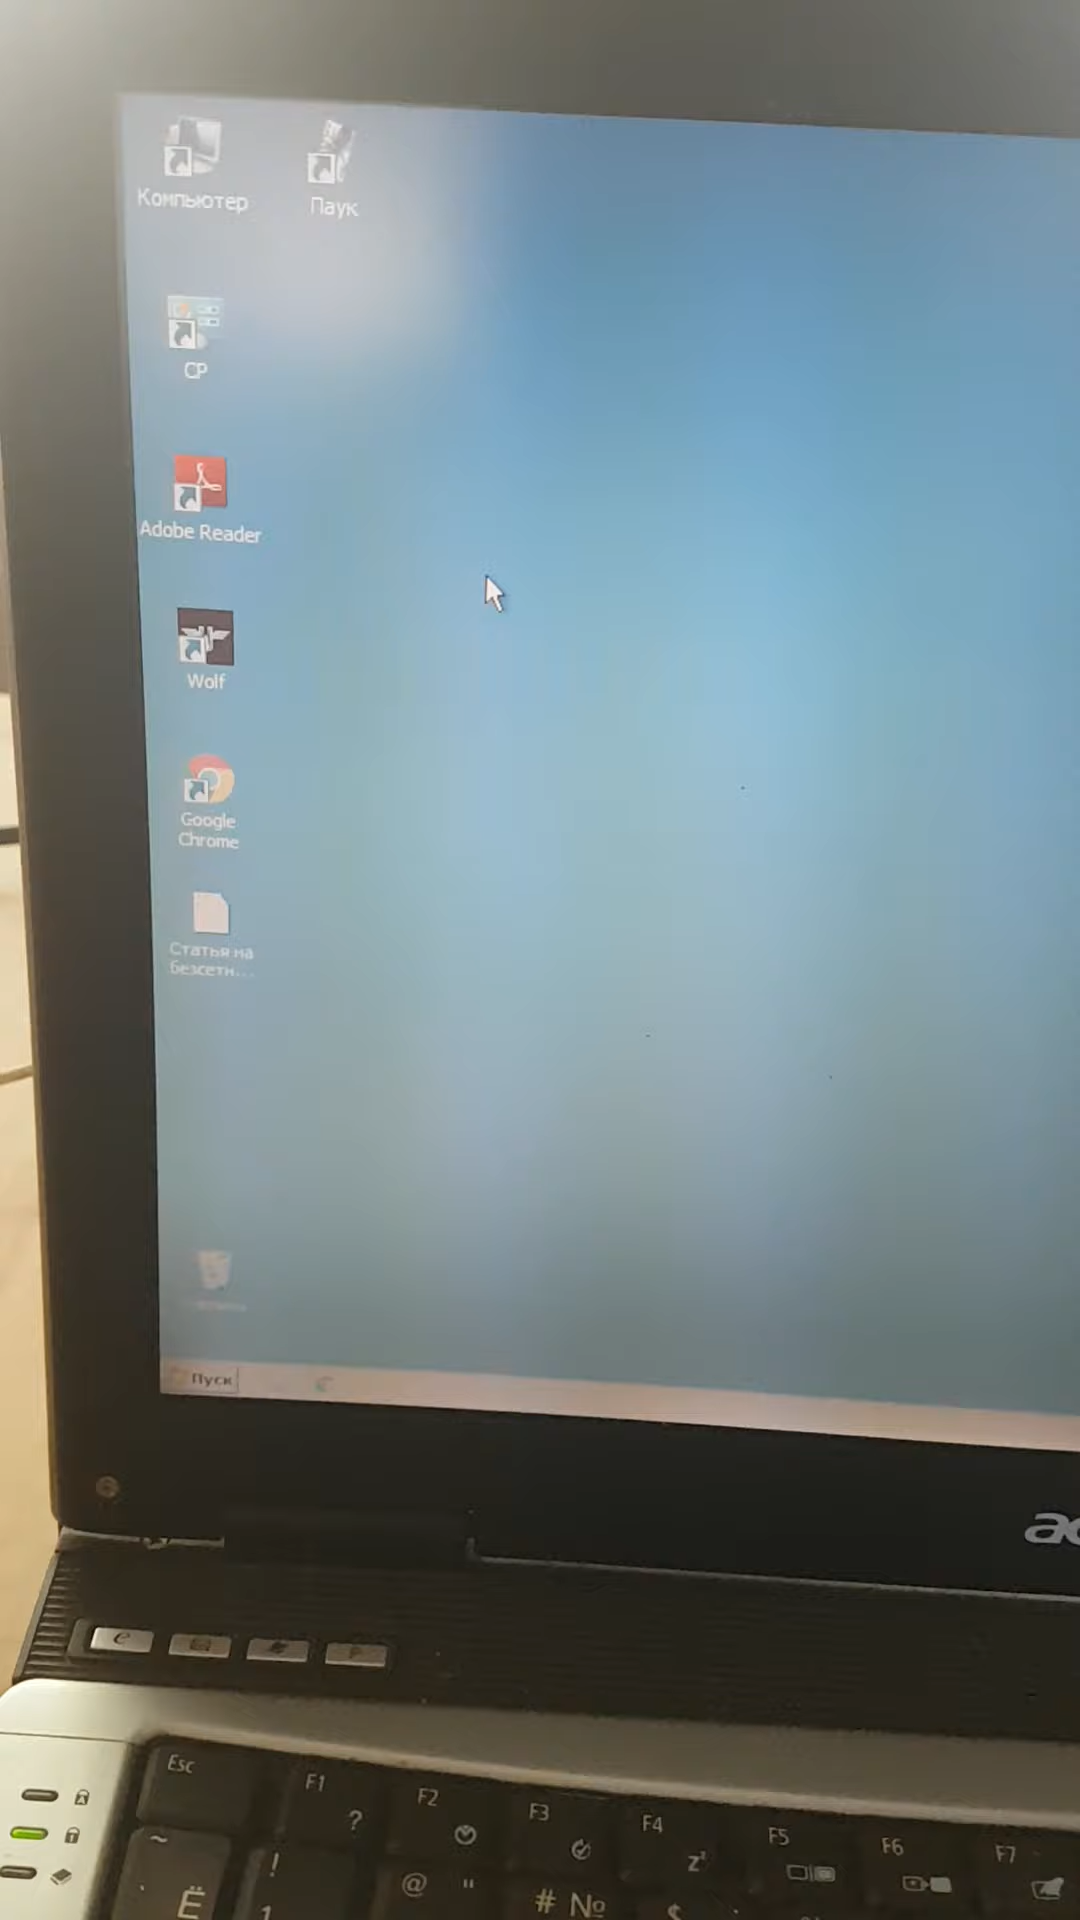 Компьютер
Паук
CP
Adobe Reader
Wolf
Google
Chrome
Статья на
безсетн...
Пуск
e
Esc
F1
F2
F3
F4
F5
F6
F7
?
zᶻ
~
Ё
!
1
@
"
# №